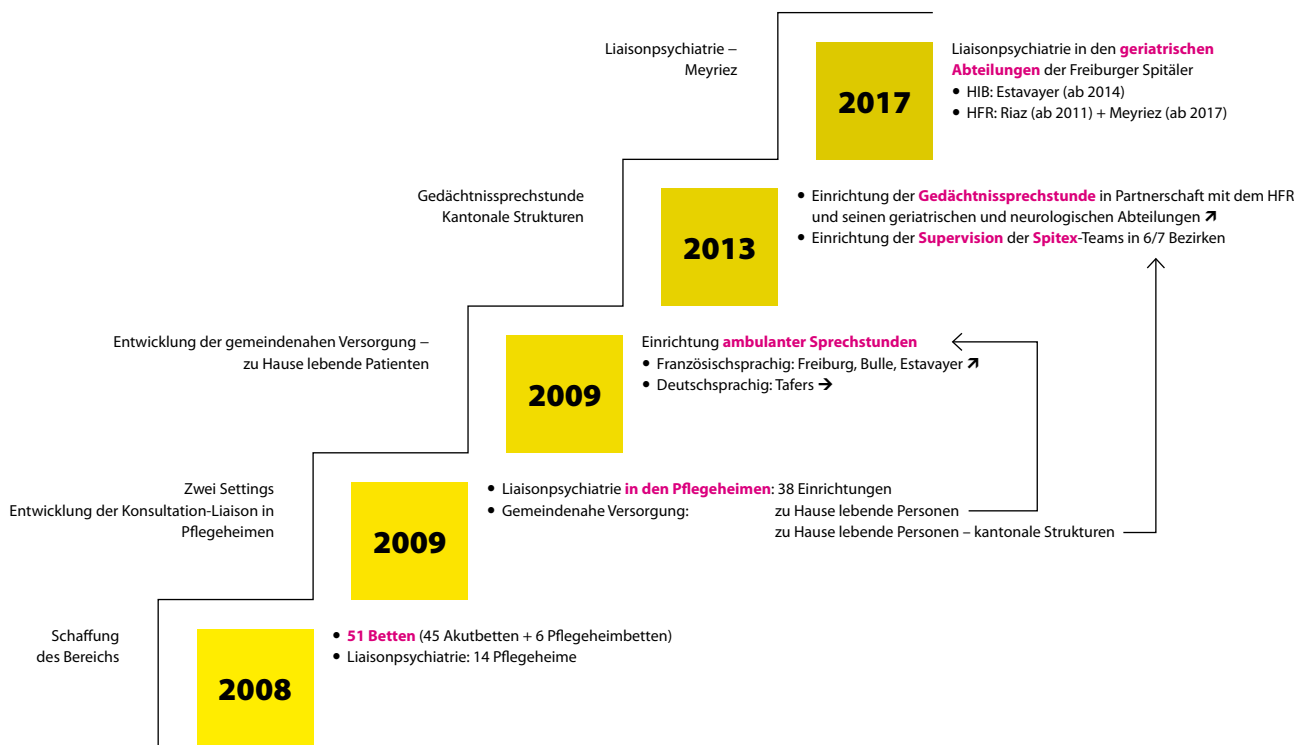 Liaisonpsychiatrie –
Meyriez
2017
Liaisonpsychiatrie in den geriatrischen
Abteilungen der Freiburger Spitäler
• HIB: Estavayer (ab 2014)
• HFR: Riaz (ab 2011) + Meyriez (ab 2017)
Gedächtnissprechstunde
Kantonale Strukturen
2013
• Einrichtung der Gedächtnissprechstunde in Partnerschaft mit dem HFR
und seinen geriatrischen und neurologischen Abteilungen ↗
• Einrichtung der Supervision der Spitex-Teams in 6/7 Bezirken
Entwicklung der gemeindenahen Versorgung –
zu Hause lebende Patienten
2009
Einrichtung ambulanter Sprechstunden
• Französischsprachig: Freiburg, Bulle, Estavayer ↗
• Deutschsprachig: Tafers →
Zwei Settings
Entwicklung der Konsultation-Liaison in
Pflegeheimen
2009
• Liaisonpsychiatrie in den Pflegeheimen: 38 Einrichtungen
• Gemeindenahe Versorgung: zu Hause lebende Personen
zu Hause lebende Personen – kantonale Strukturen
Schaffung
des Bereichs
2008
• 51 Betten (45 Akutbetten + 6 Pflegeheimbetten)
• Liaisonpsychiatrie: 14 Pflegeheime